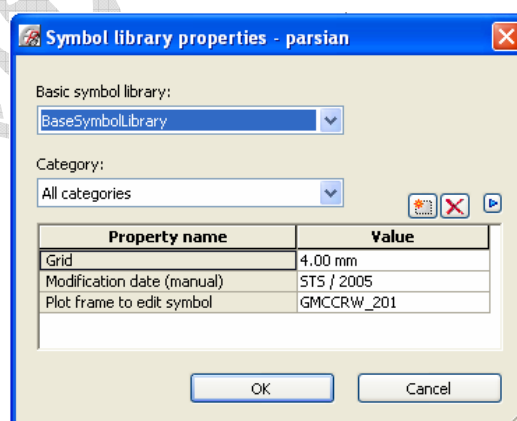 Symbol library properties - parsian
Basic symbol library:
BaseSymbolLibrary
Category:
All categories
Property name Value
Grid 4.00 mm
Modification date (manual) STS / 2005
Plot frame to edit symbol GMCCRW_201
OK Cancel